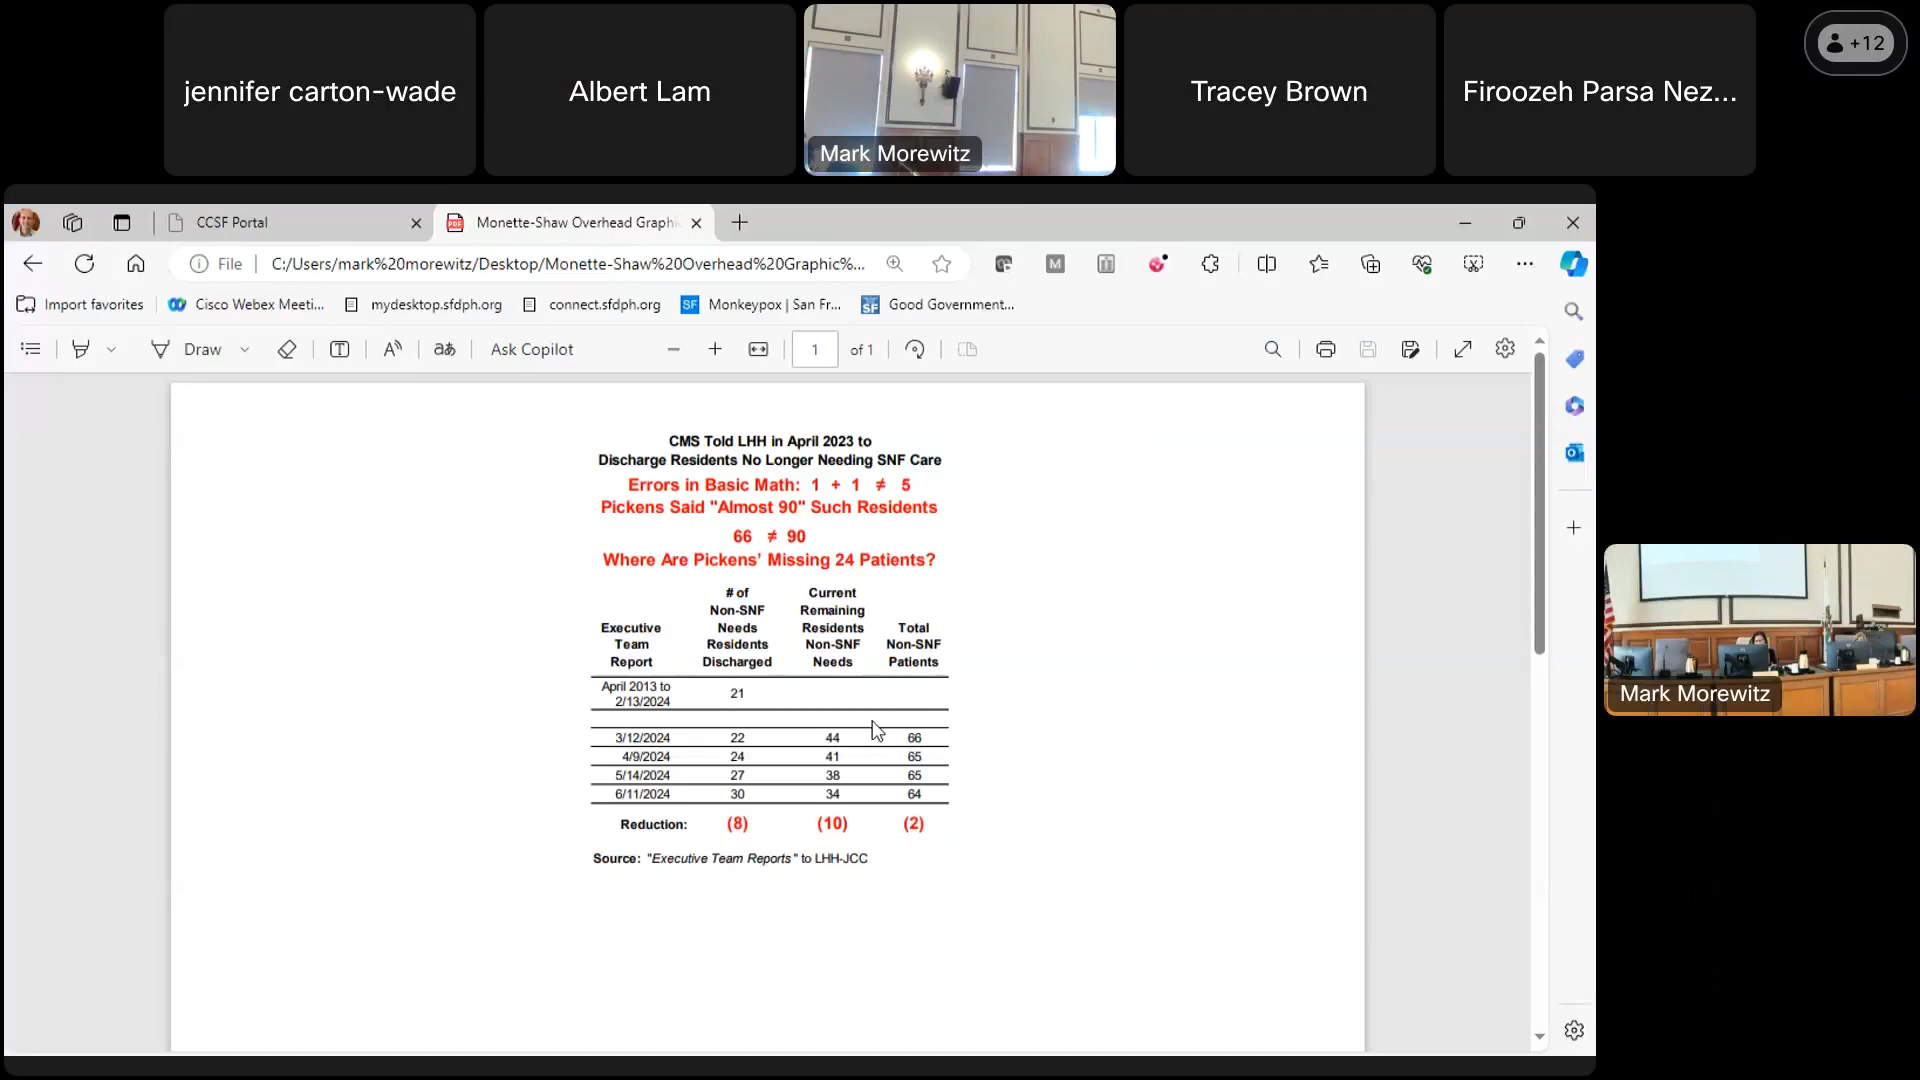 jennifer carton-wade
Albert Lam
Mark Morewitz
Tracey Brown
Firoozeh Parsa Nez...
+12
CCSF Portal
Monette-Shaw Overhead Graphi
File
C:/Users/mark%20morewitz/Desktop/Monette-Shaw%20Overhead%20Graphic%...
Import favorites
Cisco Webex Meeti...
mydesktop.sfdph.org
connect.sfdph.org
SF
Monkeypox | San Fr...
SF
Good Government...
Draw
Ask Copilot
1
of 1
CMS Told LHH in April 2023 to
Discharge Residents No Longer Needing SNF Care
Errors in Basic Math: 1 + 1 ≠ 5
Pickens Said "Almost 90" Such Residents
66 ≠ 90
Where Are Pickens' Missing 24 Patients?
Executive
Team
Report
# of
Non-SNF
Needs
Residents
Discharged
Current
Remaining
Residents
Non-SNF
Needs
Total
Non-SNF
Patients
April 2013 to
2/13/2024
21
3/12/2024 22 44 66
4/9/2024 24 41 65
5/14/2024 27 38 65
6/11/2024 30 34 64
Reduction: (8) (10) (2)
Source: "Executive Team Reports" to LHH-JCC
Mark Morewitz